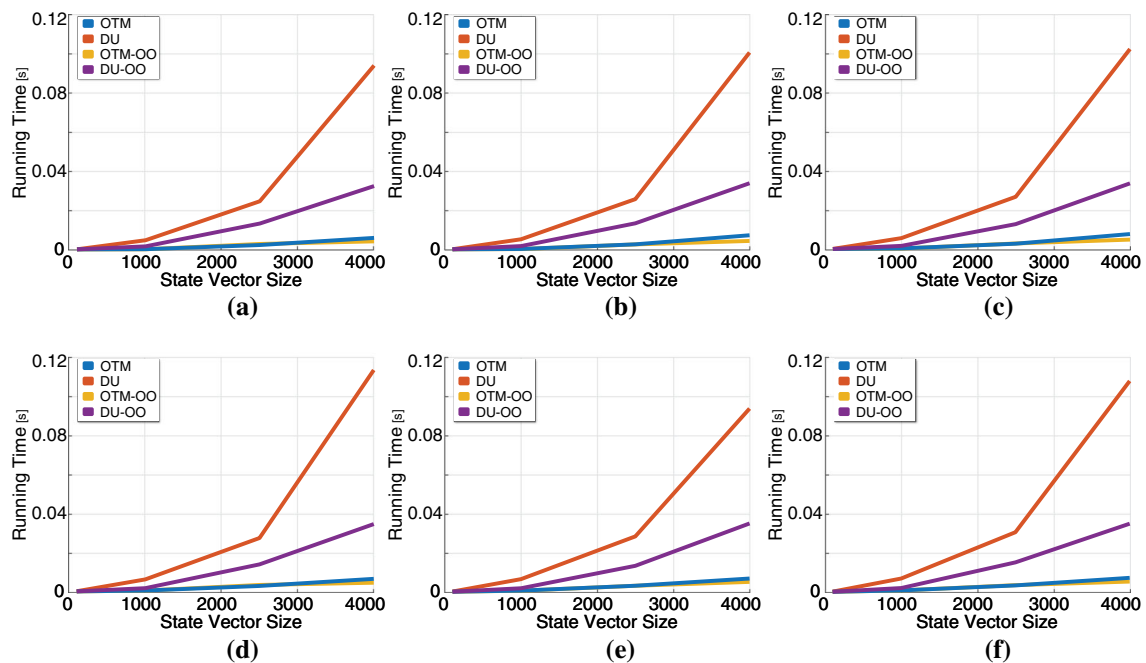 0.12
0.08
0.04
0
Running Time [s]
OTM
DU
OTM-OO
DU-OO
0 1000 2000 3000 4000
State Vector Size
(a)
0.12
0.08
0.04
0
Running Time [s]
OTM
DU
OTM-OO
DU-OO
0 1000 2000 3000 4000
State Vector Size
(b)
0.12
0.08
0.04
0
Running Time [s]
OTM
DU
OTM-OO
DU-OO
0 1000 2000 3000 4000
State Vector Size
(c)
0.12
0.08
0.04
0
Running Time [s]
OTM
DU
OTM-OO
DU-OO
0 1000 2000 3000 4000
State Vector Size
(d)
0.12
0.08
0.04
0
Running Time [s]
OTM
DU
OTM-OO
DU-OO
0 1000 2000 3000 4000
State Vector Size
(e)
0.12
0.08
0.04
0
Running Time [s]
OTM
DU
OTM-OO
DU-OO
0 1000 2000 3000 4000
State Vector Size
(f)